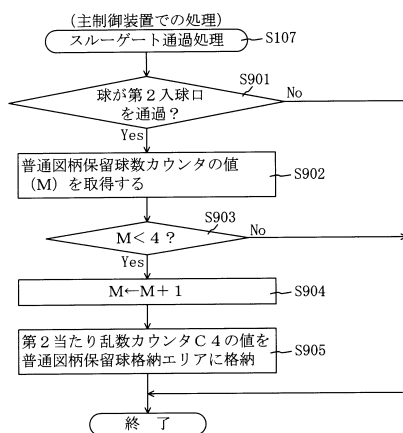 （主制御装置での処理）
スルーゲート通過処理
S107
球が第２入球口
を通過？
S901
No
Yes
普通図柄保留球数カウンタの値
（Ｍ）を取得する
S902
Ｍ＜４？
S903
No
Yes
Ｍ←Ｍ＋１
S904
第２当たり乱数カウンタＣ４の値を
普通図柄保留球格納エリアに格納
S905
終 了